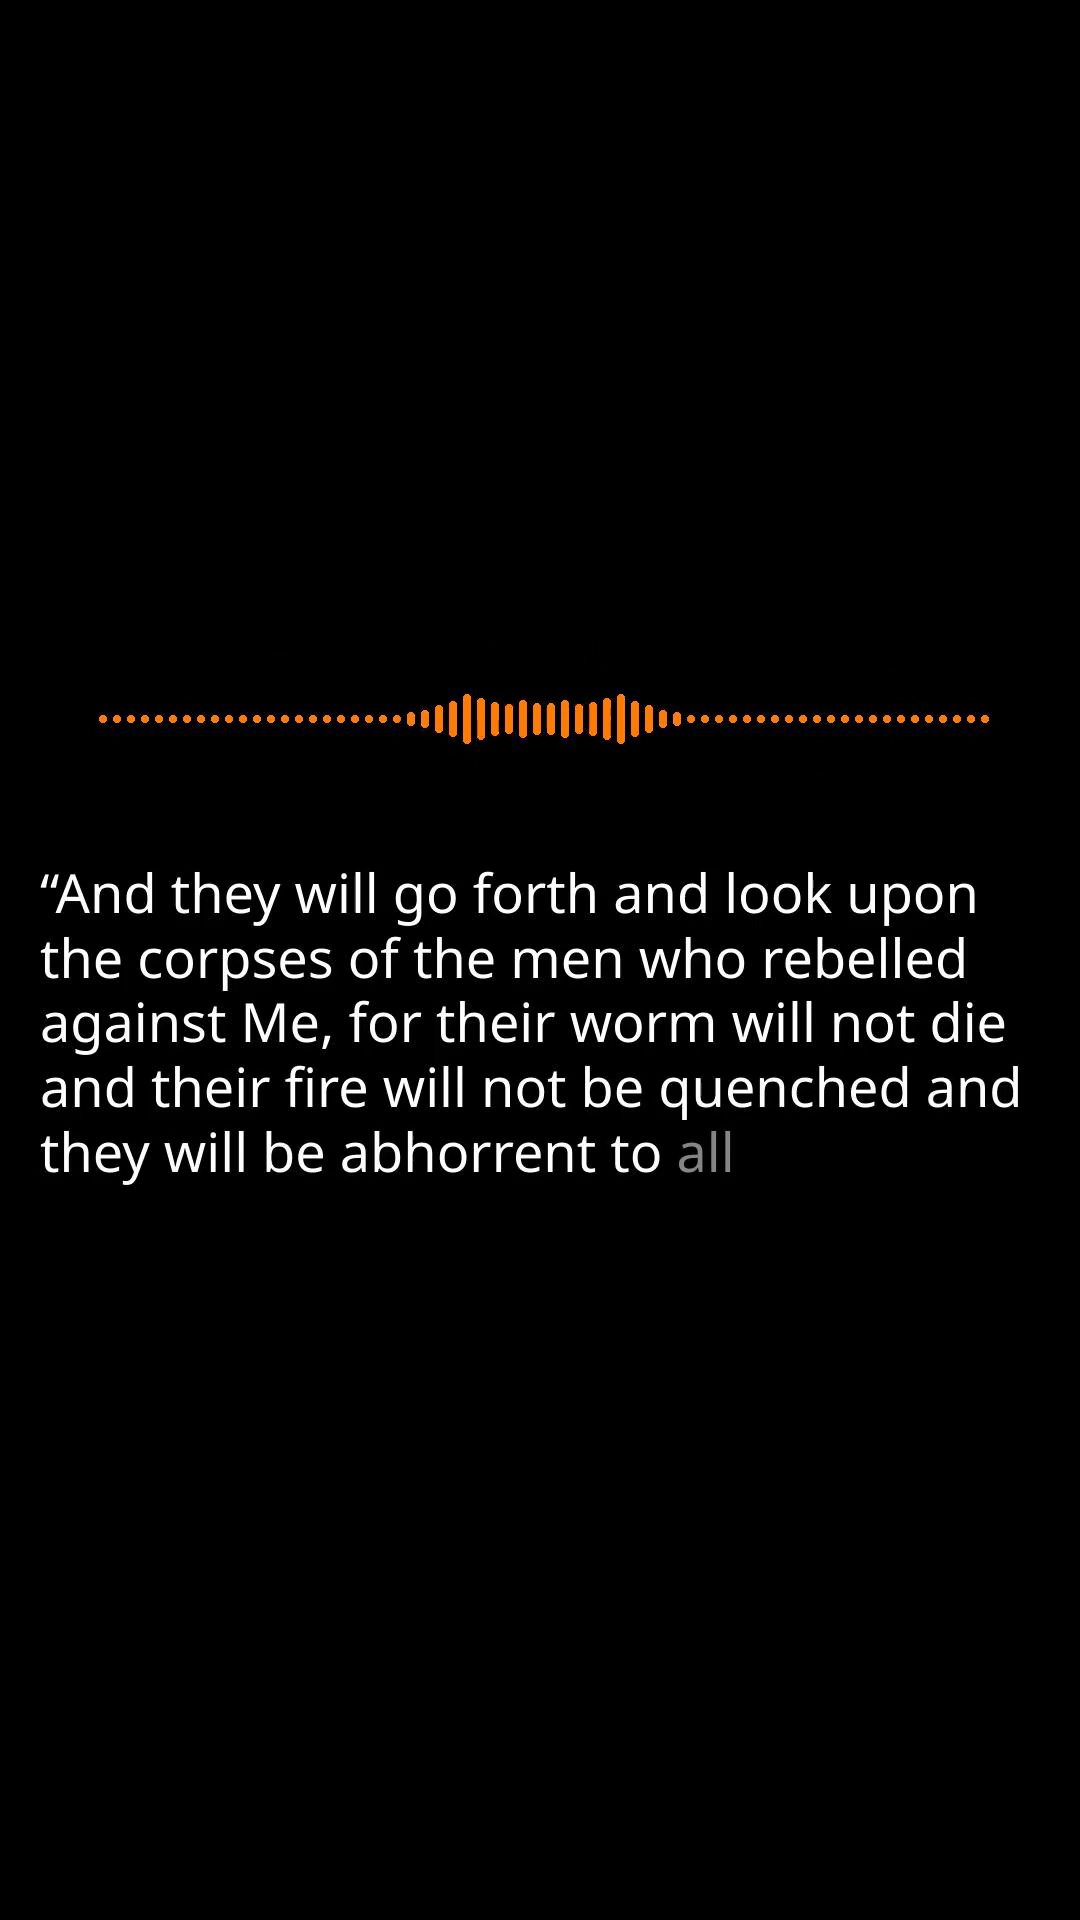 “And they will go forth and look upon
the corpses of the men who rebelled
against Me, for their worm will not die
and their fire will not be quenched and
they will be abhorrent to all